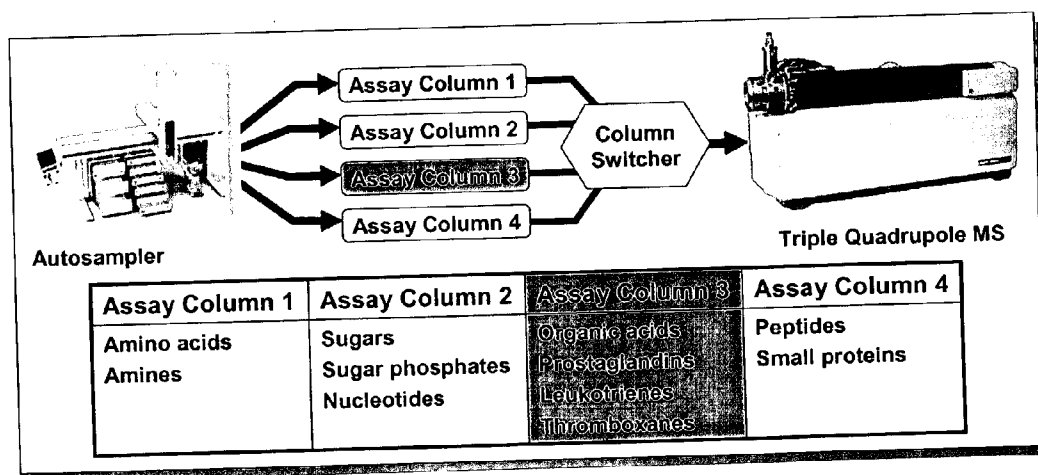 Assay Column 1
Assay Column 2
Assay Column 3
Assay Column 4
Column
Switcher
Autosampler
Triple Quadrupole MS
Assay Column 1
Assay Column 2
Assay Column 3
Assay Column 4
Amino acids
Amines
Sugars
Sugar phosphates
Nucleotides
Organic acids
Prostaglandins
Leukotrienes
Thromboxanes
Peptides
Small proteins